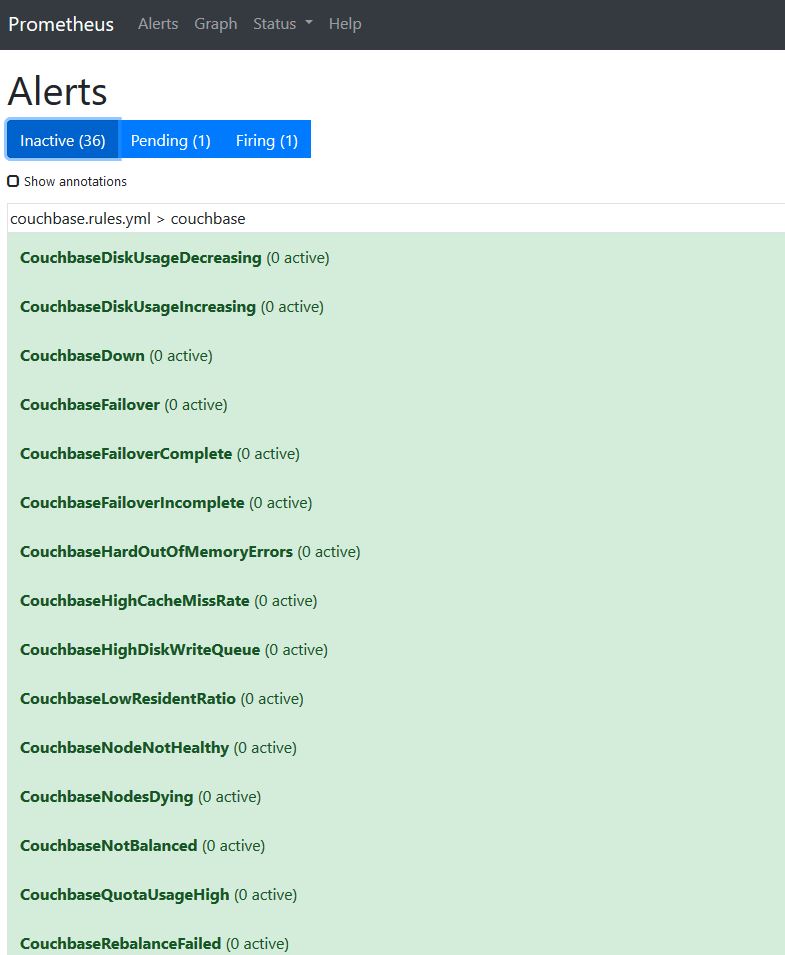 Prometheus Alerts Graph Status Help
Alerts
Inactive (36) Pending (1) Firing (1)
Show annotations
couchbase.rules.yml > couchbase
CouchbaseDiskUsageDecreasing (0 active)
CouchbaseDiskUsageIncreasing (0 active)
CouchbaseDown (0 active)
CouchbaseFailover (0 active)
CouchbaseFailoverComplete (0 active)
CouchbaseFailoverIncomplete (0 active)
CouchbaseHardOutOfMemoryErrors (0 active)
CouchbaseHighCacheMissRate (0 active)
CouchbaseHighDiskWriteQueue (0 active)
CouchbaseLowResidentRatio (0 active)
CouchbaseNodeNotHealthy (0 active)
CouchbaseNodesDying (0 active)
CouchbaseNotBalanced (0 active)
CouchbaseQuotaUsageHigh (0 active)
CouchbaseRebalanceFailed (0 active)